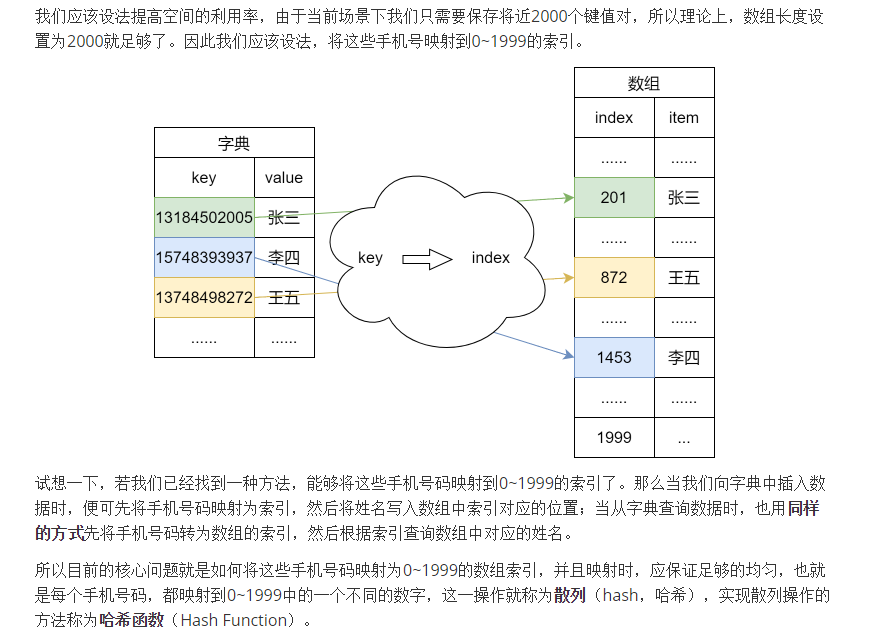 我们应该设法提高空间的利用率，由于当前场景下我们只需要保存将近2000个键值对，所以理论上，数组长度设
置为2000就足够了。因此我们应该设法，将这些手机号映射到0~1999的索引。
数组
index item
...... ......
字典
key value
201 张三
13184502005 张三
...... ......
15748393937 李四
key index
872 王五
13748498272 王五
...... ......
...... ......
1453 李四
...... ......
1999 ...
试想一下，若我们已经找到一种方法，能够将这些手机号码映射到0~1999的索引了。那么当我们向字典中插入数
据时，便可先将手机号码映射为索引，然后将姓名写入数组中索引对应的位置；当从字典查询数据时，也用同样
的方式先将手机号码转为数组的索引，然后根据索引查询数组中对应的姓名。
所以目前的核心问题就是如何将这些手机号码映射为0~1999的数组索引，并且映射时，应保证足够的均匀，也就
是每个手机号码，都映射到0~1999中的一个不同的数字，这一操作就称为散列（hash，哈希），实现散列操作的
方法称为哈希函数（Hash Function）。